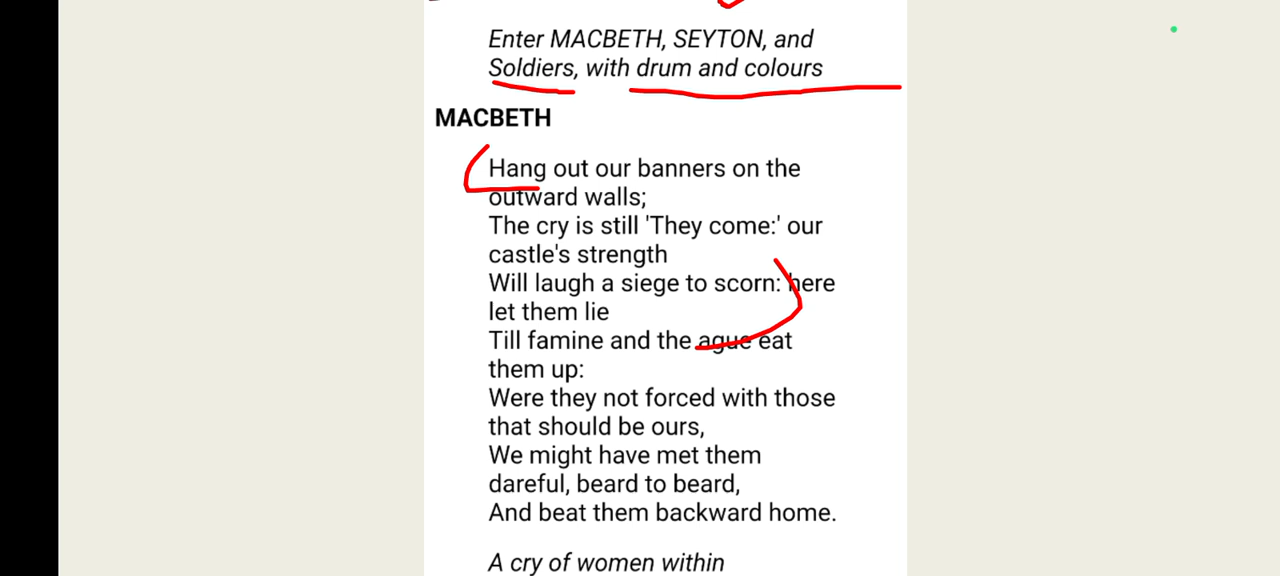 Enter MACBETH, SEYTON, and
Soldiers, with drum and colours
MACBETH
Hang out our banners on the
outward walls;
The cry is still 'They come:' our
castle's strength
Will laugh a siege to scorn: here
let them lie
Till famine and the ague eat
them up:
Were they not forced with those
that should be ours,
We might have met them
dareful, beard to beard,
And beat them backward home.
A cry of women within